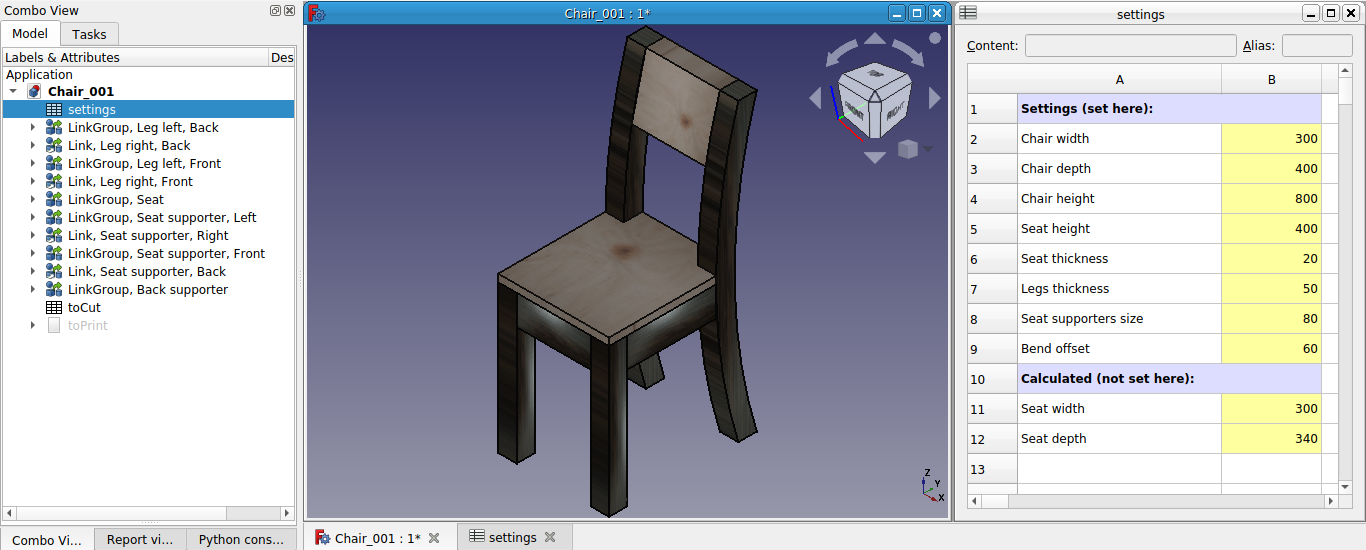 Combo View
Model
Tasks
Labels & Attributes
Des
Application
Chair_001
settings
LinkGroup, Leg left, Back
Link, Leg right, Back
LinkGroup, Leg left, Front
Link, Leg right, Front
LinkGroup, Seat
LinkGroup, Seat supporter, Left
Link, Seat supporter, Right
LinkGroup, Seat supporter, Front
Link, Seat supporter, Back
LinkGroup, Back supporter
toCut
toPrint
Combo Vi...
Report vi...
Python cons...
Chair_001 : 1*
FRONT
RIGHT
Z
Y
X
Chair_001 : 1*
settings
settings
Content:
Alias:
A B
1 Settings (set here):
2 Chair width 300
3 Chair depth 400
4 Chair height 800
5 Seat height 400
6 Seat thickness 20
7 Legs thickness 50
8 Seat supporters size 80
9 Bend offset 60
10 Calculated (not set here):
11 Seat width 300
12 Seat depth 340
13